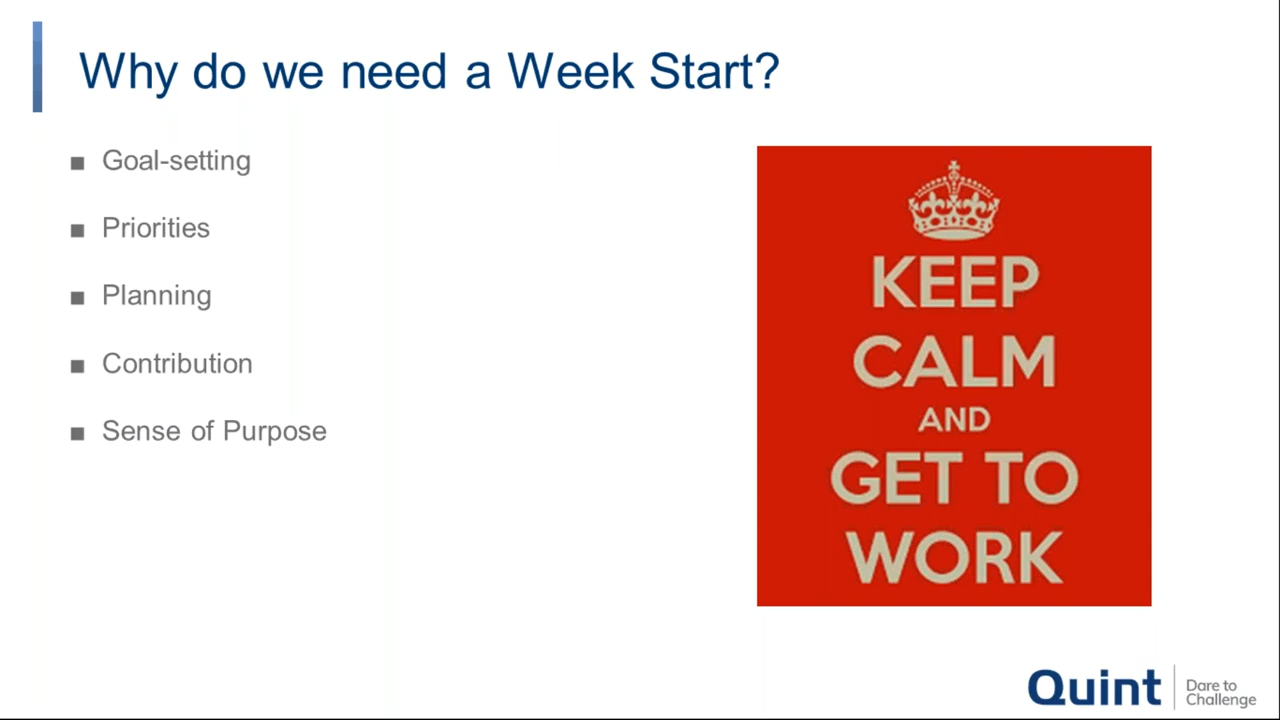 Why do we need a Week Start?
Goal-setting
Priorities
Planning
Contribution
Sense of Purpose
KEEP
CALM
AND
GET TO
WORK
Quint
Dare to
Challenge